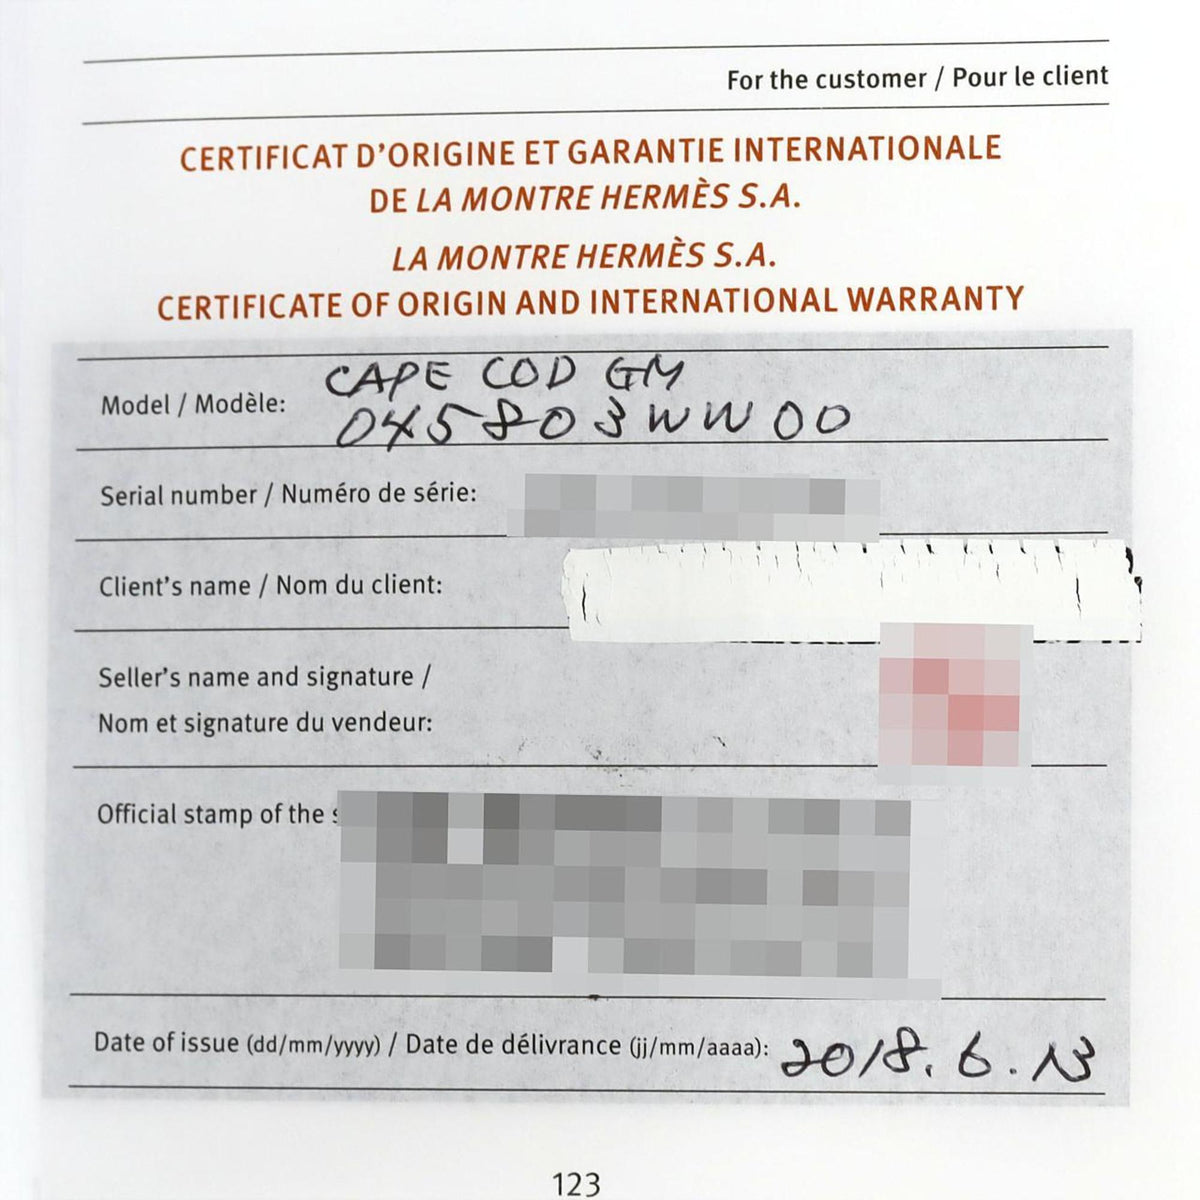 For the customer / Pour le client
CERTIFICAT D'ORIGINE ET GARANTIE INTERNATIONALE
DE LA MONTRE HERMÈS S.A.
LA MONTRE HERMÈS S.A.
CERTIFICATE OF ORIGIN AND INTERNATIONAL WARRANTY
Model / Modèle: CAPE COD GM
045803WW00
Serial number / Numéro de série:
Client's name / Nom du client:
Seller's name and signature /
Nom et signature du vendeur:
Official stamp of the
Date of issue (dd/mm/yyyy) / Date de délivrance (jj/mm/aaaa): 2018.6.13
123